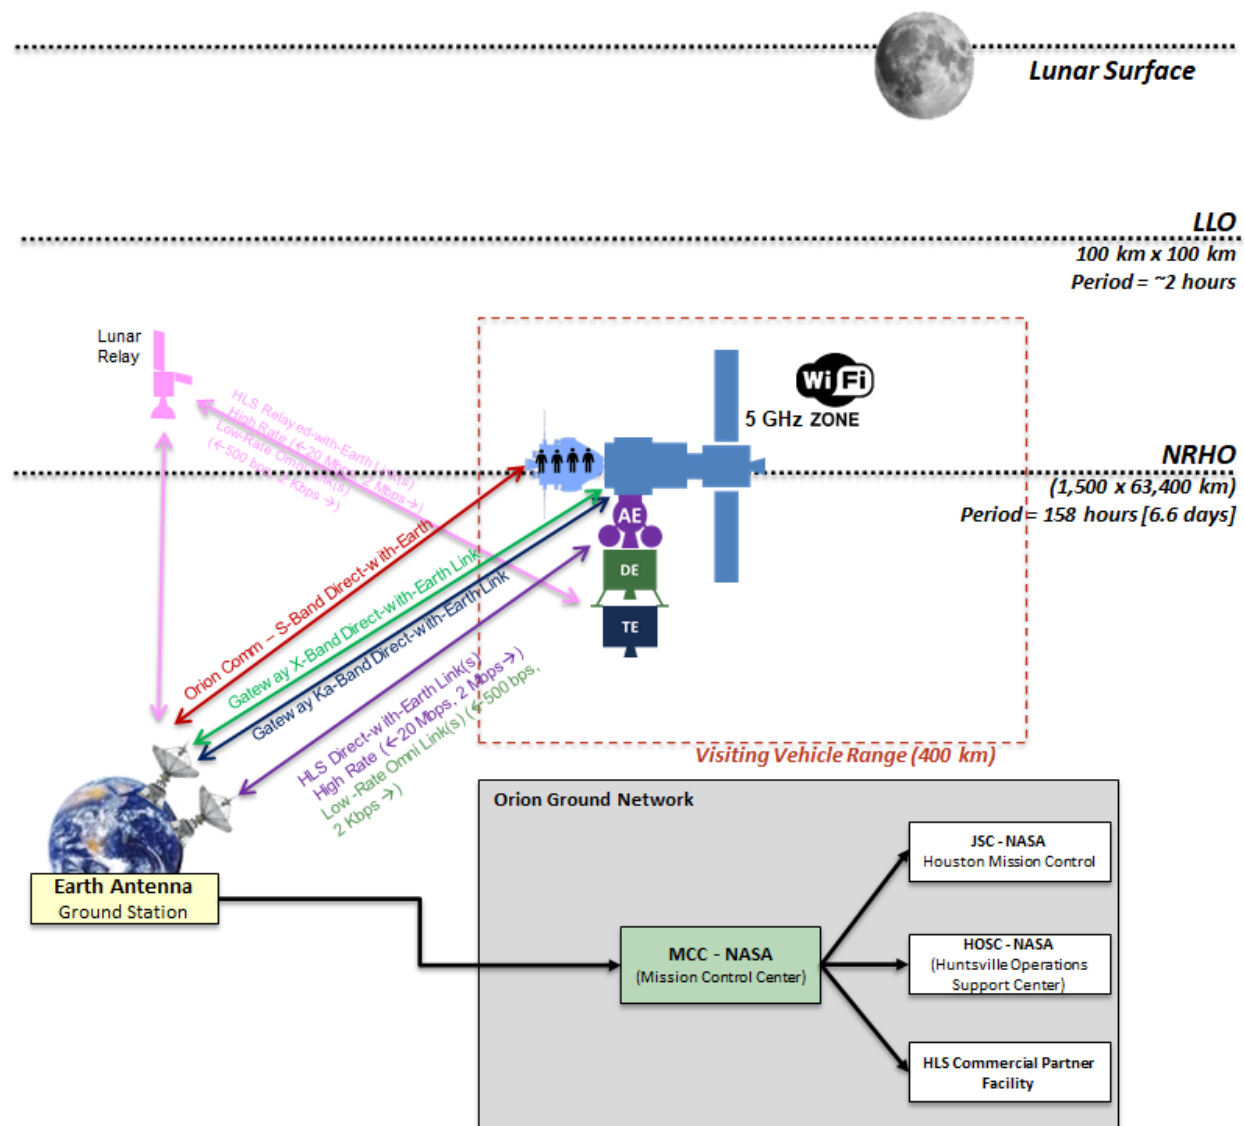 Lunar Surface
LLO
100 km x 100 km
Period = ~2 hours
Lunar
Relay
HLS Relayed-with-Earth Link(s)
High Rate (←20 Mbps, 2 Mbps→)
Low-Rate Omni Link(s)
(←500 bps, 2 Kbps→)
WiFi
5 GHz ZONE
NRHO
(1,500 x 63,400 km)
Period = 158 hours [6.6 days]
AE
DE
TE
Orion Comm – S-Band Direct-with-Earth
Gateway X-Band Direct-with-Earth Link
Gateway Ka-Band Direct-with-Earth Link
HLS Direct-with-Earth Link(s)
High Rate (←20 Mbps, 2 Mbps→)
Low-Rate Omni Link(s) (←500 bps,
2 Kbps→)
Visiting Vehicle Range (400 km)
Orion Ground Network
Earth Antenna
Ground Station
MCC - NASA
(Mission Control Center)
JSC - NASA
Houston Mission Control
HOSC - NASA
(Huntsville Operations
Support Center)
HLS Commercial Partner
Facility